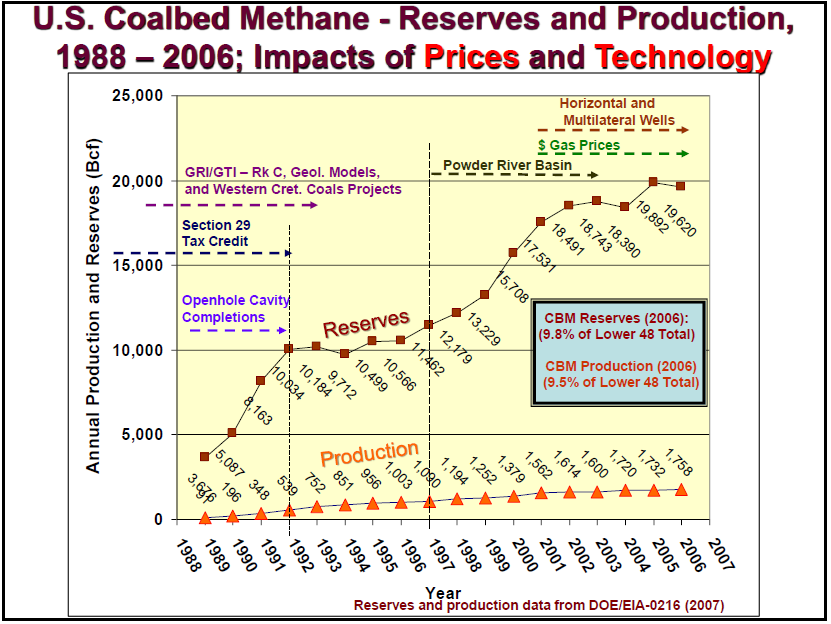 U.S. Coalbed Methane - Reserves and Production,
1988 – 2006; Impacts of Prices and Technology
Annual Production and Reserves (Bcf)
25,000
20,000
15,000
10,000
5,000
0
Horizontal and
Multilateral Wells
$ Gas Prices
Powder River Basin
GRI/GTI – Rk C, Geol. Models,
and Western Cret. Coals Projects
Section 29
Tax Credit
Openhole Cavity
Completions
Reserves
3,676
5,087
8,163
10,034
10,184
9,712
10,499
10,566
11,462
12,179
13,229
15,708
17,531
18,491
18,743
18,390
19,892
19,620
CBM Reserves (2006):
(9.8% of Lower 48 Total)
CBM Production (2006)
(9.5% of Lower 48 Total)
Production
91
196
348
539
752
851
956
1,003
1,090
1,194
1,252
1,379
1,562
1,614
1,600
1,720
1,732
1,758
1988
1989
1990
1991
1992
1993
1994
1995
1996
1997
1998
1999
2000
2001
2002
2003
2004
2005
2006
2007
Year
Reserves and production data from DOE/EIA-0216 (2007)